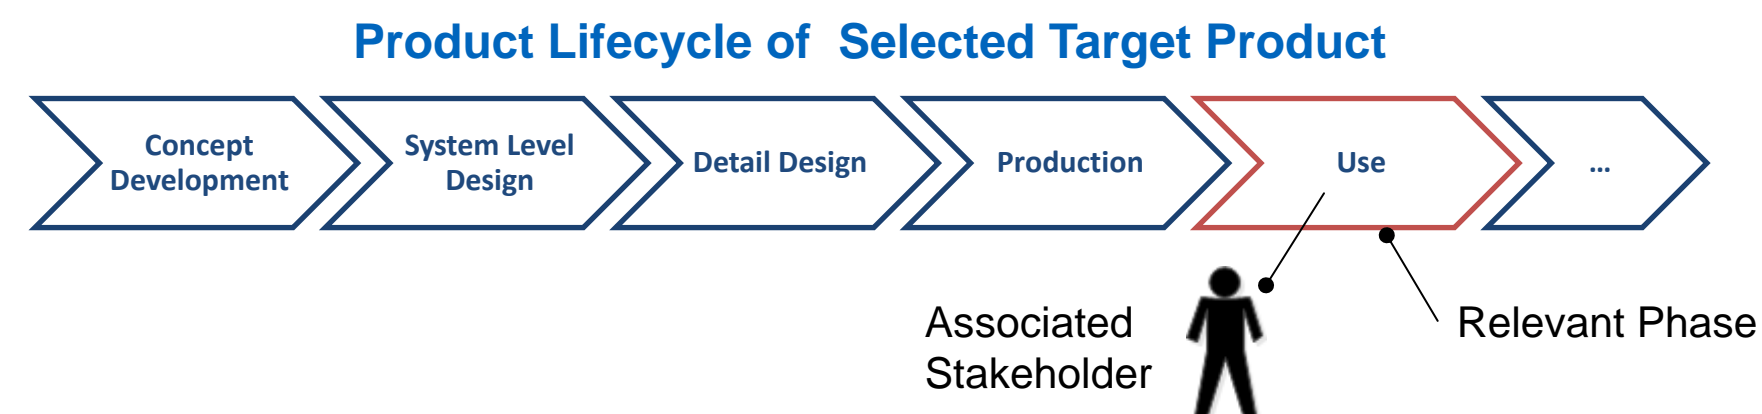 Product Lifecycle of  Selected Target Product
Concept
Development
System Level
Design
Detail Design
Production
Use
...
Associated
Stakeholder
Relevant Phase